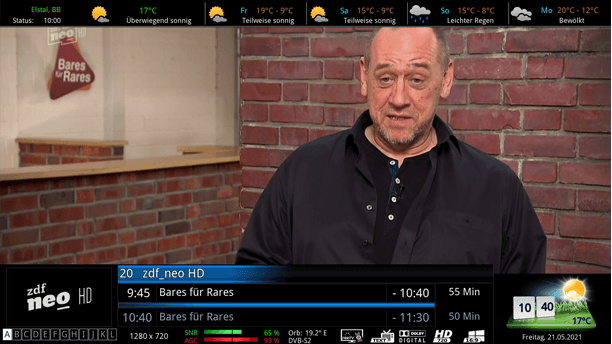 Elstal, BB
Status: 10:00
17°C
Überwiegend sonnig
Fr 19°C - 9°C
Teilweise sonnig
Sa 15°C - 9°C
Teilweise sonnig
So 15°C - 8°C
Leichter Regen
Mo 20°C - 12°C
Bewölkt
neo HD
Bares
für
Rares
20 zdf_neo HD
zdf
neo HD
9:45 Bares für Rares - 10:40 55 Min
10:40 Bares für Rares - 11:30 50 Min
10 40
17°C
Freitag, 21.05.2021
A B C D E F G H I J K L
1280 x 720
SNR 65 %
AGC 93 %
Orb: 19.2° E
DVB-S2
TEXT
DOLBY
DIGITAL
HD
720
16:9